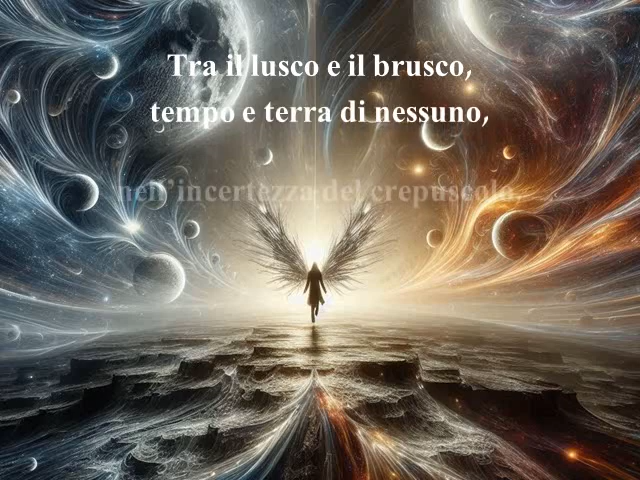 Tra il lusco e il brusco,
tempo e terra di nessuno,
nell'incertezza del crepuscolo,